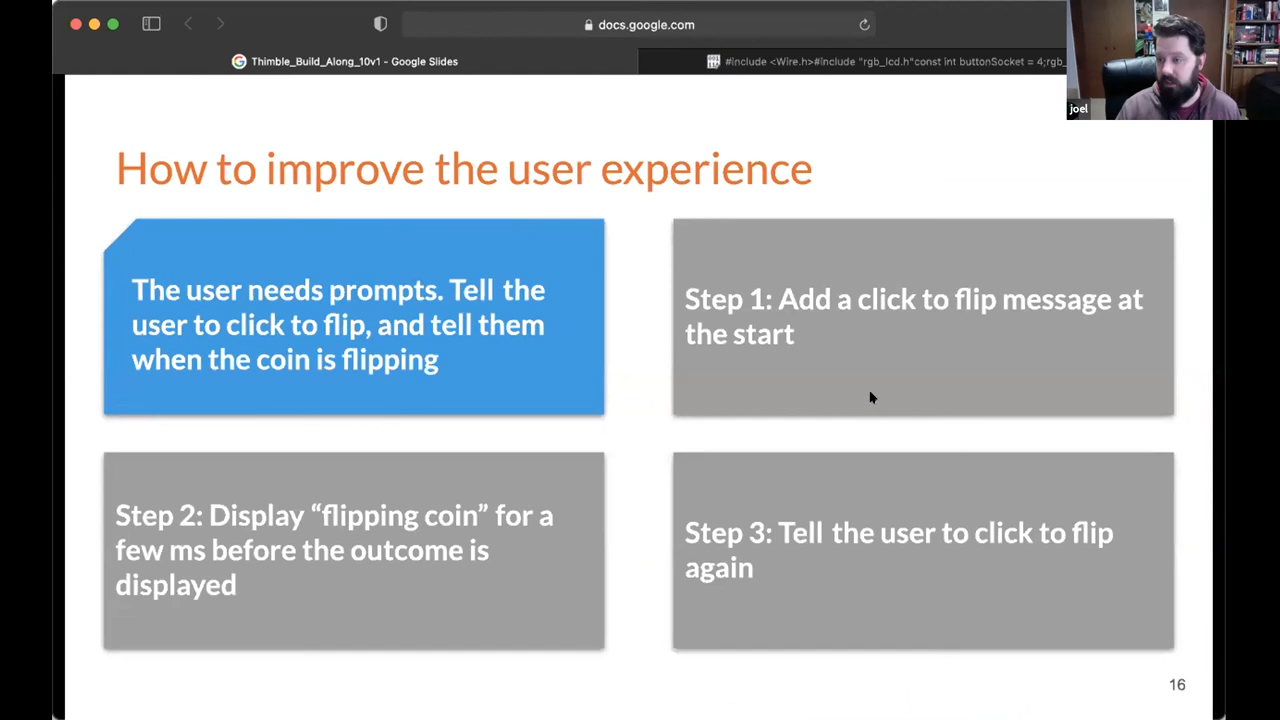 docs.google.com
Thimble_Build_Along_10v1 - Google Slides
#include <Wire.h>#include "rgb_lcd.h"const int buttonSocket = 4;rgb_
joel
How to improve the user experience
The user needs prompts. Tell the
user to click to flip, and tell them
when the coin is flipping
Step 1: Add a click to flip message at
the start
Step 2: Display “flipping coin” for a
few ms before the outcome is
displayed
Step 3: Tell the user to click to flip
again
16